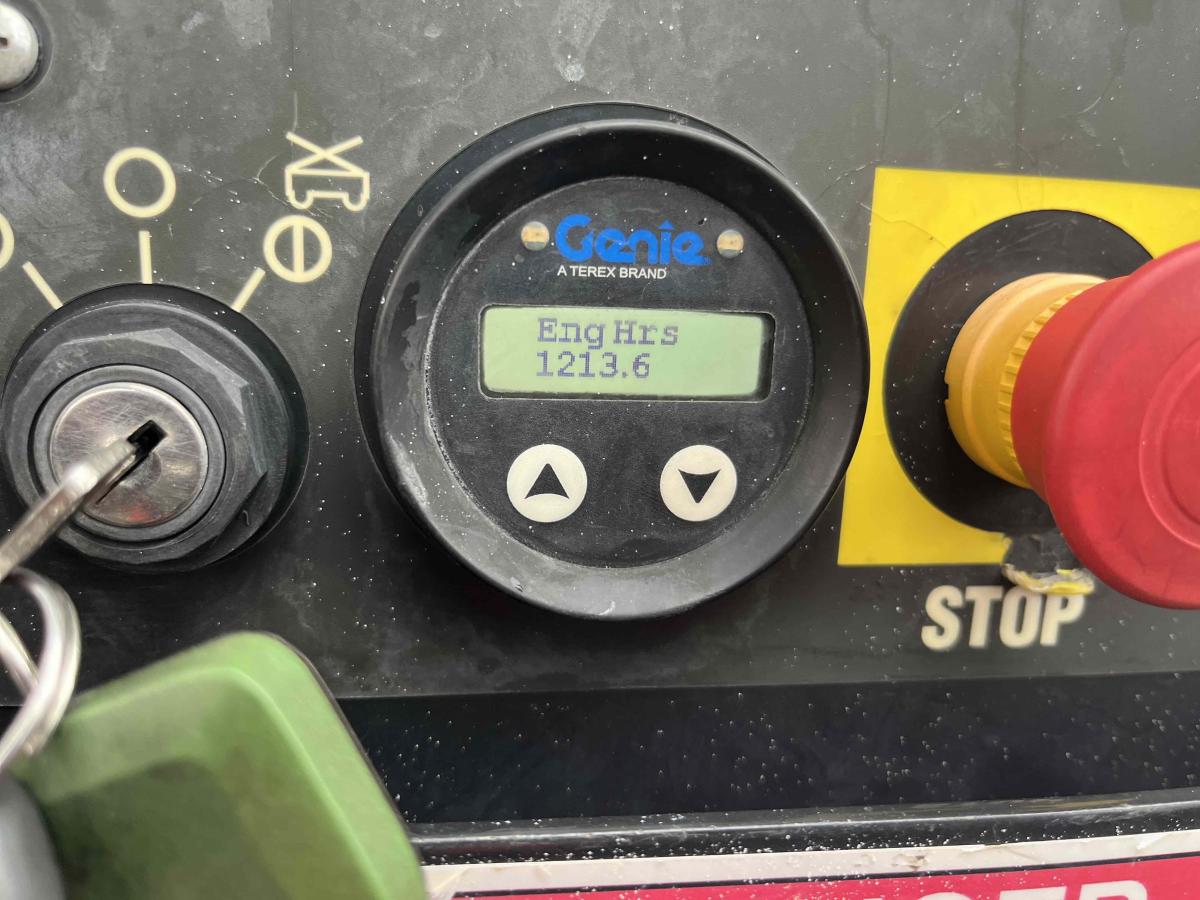 Genie
A TEREX BRAND
Eng Hrs
1213.6
STOP